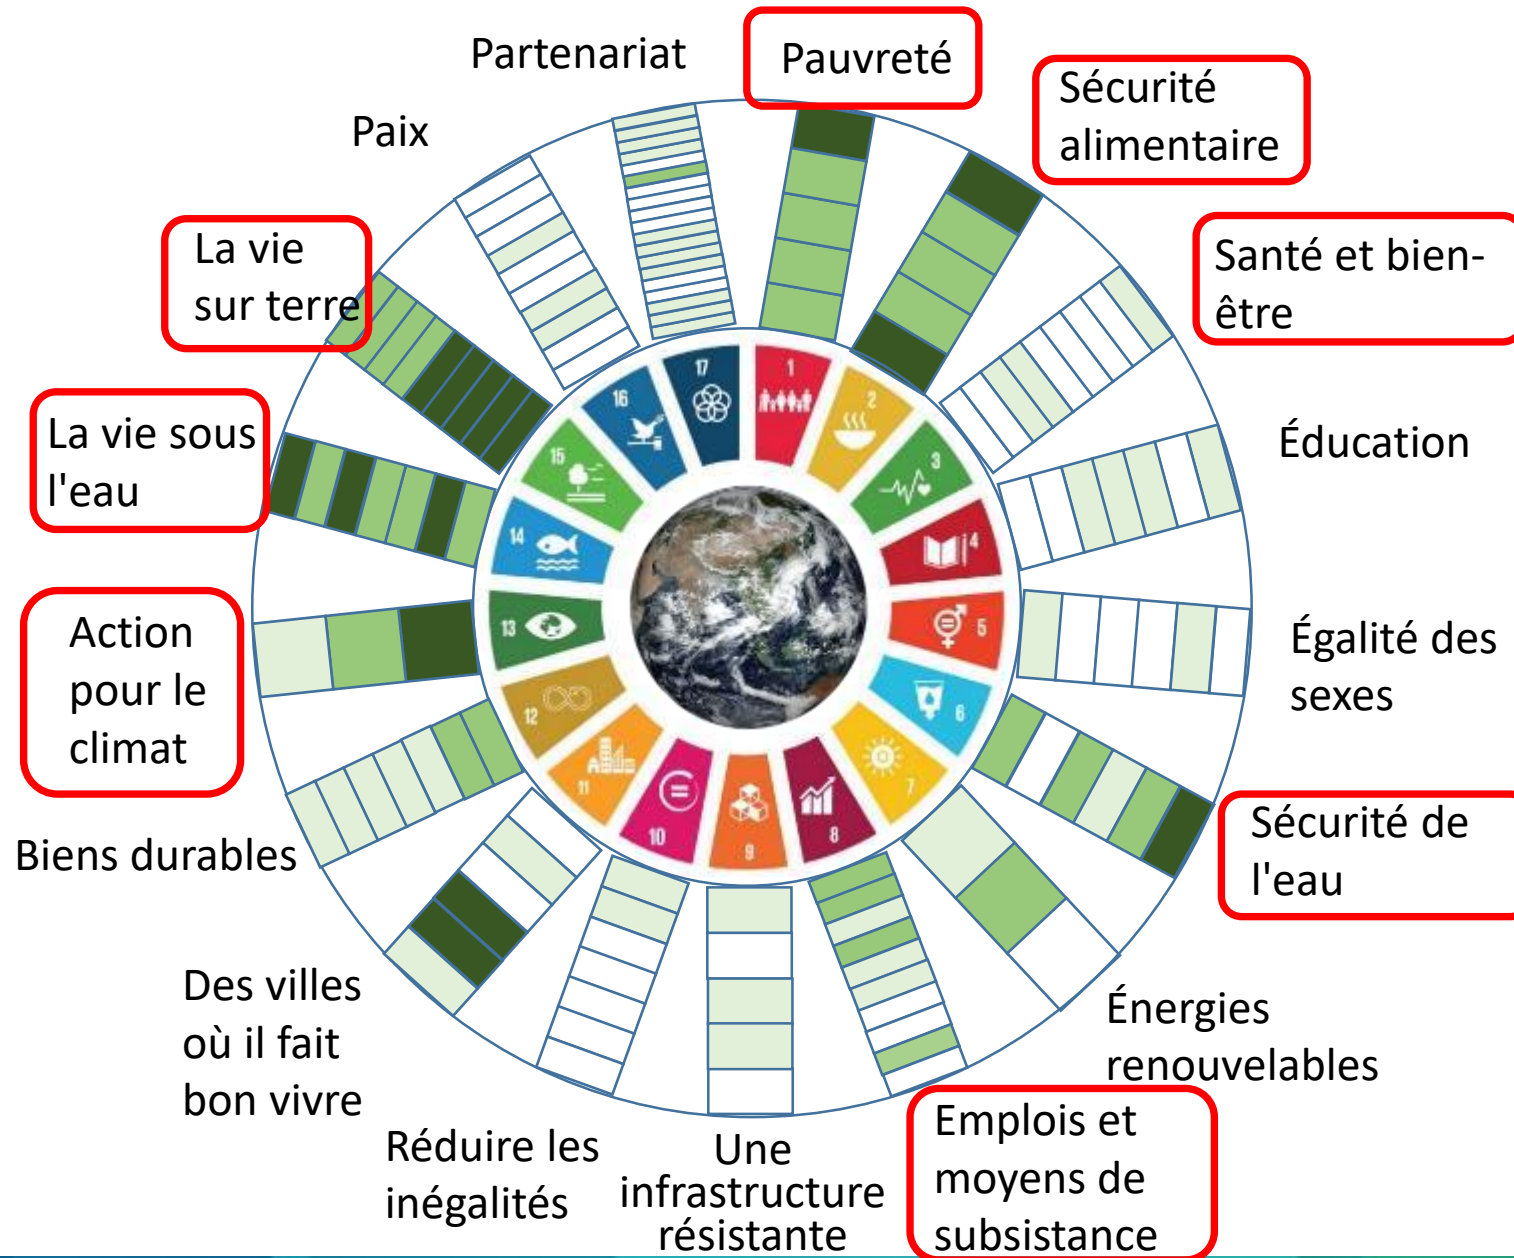 Partenariat
Pauvreté
Sécurité
alimentaire
Santé et bien-
être
Éducation
Égalité des
sexes
Sécurité de
l'eau
Énergies
renouvelables
Emplois et
moyens de
subsistance
Une
infrastructure
résistante
Réduire les
inégalités
Des villes
où il fait
bon vivre
Biens durables
Action
pour le
climat
La vie sous
l'eau
La vie
sur terre
Paix
1
2
3
4
5
6
7
8
9
10
11
12
13
14
15
16
17